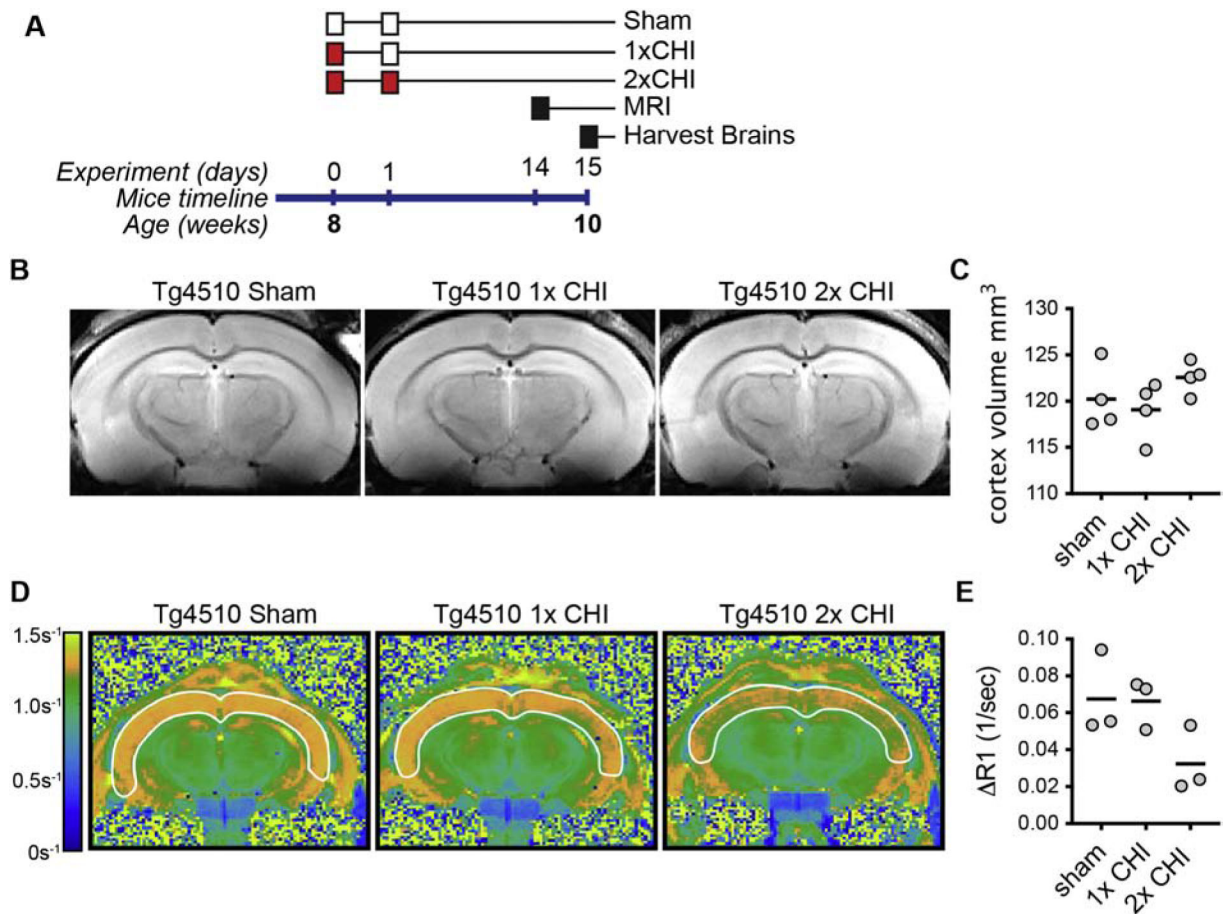 A
Sham
1xCHI
2xCHI
MRI
Harvest Brains
Experiment (days) 0 1 14 15
Mice timeline
Age (weeks) 8 10
B
Tg4510 Sham Tg4510 1x CHI Tg4510 2x CHI
C
cortex volume mm³
130
125
120
115
110
sham 1x CHI 2x CHI
D
Tg4510 Sham Tg4510 1x CHI Tg4510 2x CHI
1.5s⁻¹
1.0s⁻¹
0.5s⁻¹
0s⁻¹
E
ΔR1 (1/sec)
0.10
0.08
0.06
0.04
0.02
0.00
sham 1x CHI 2x CHI